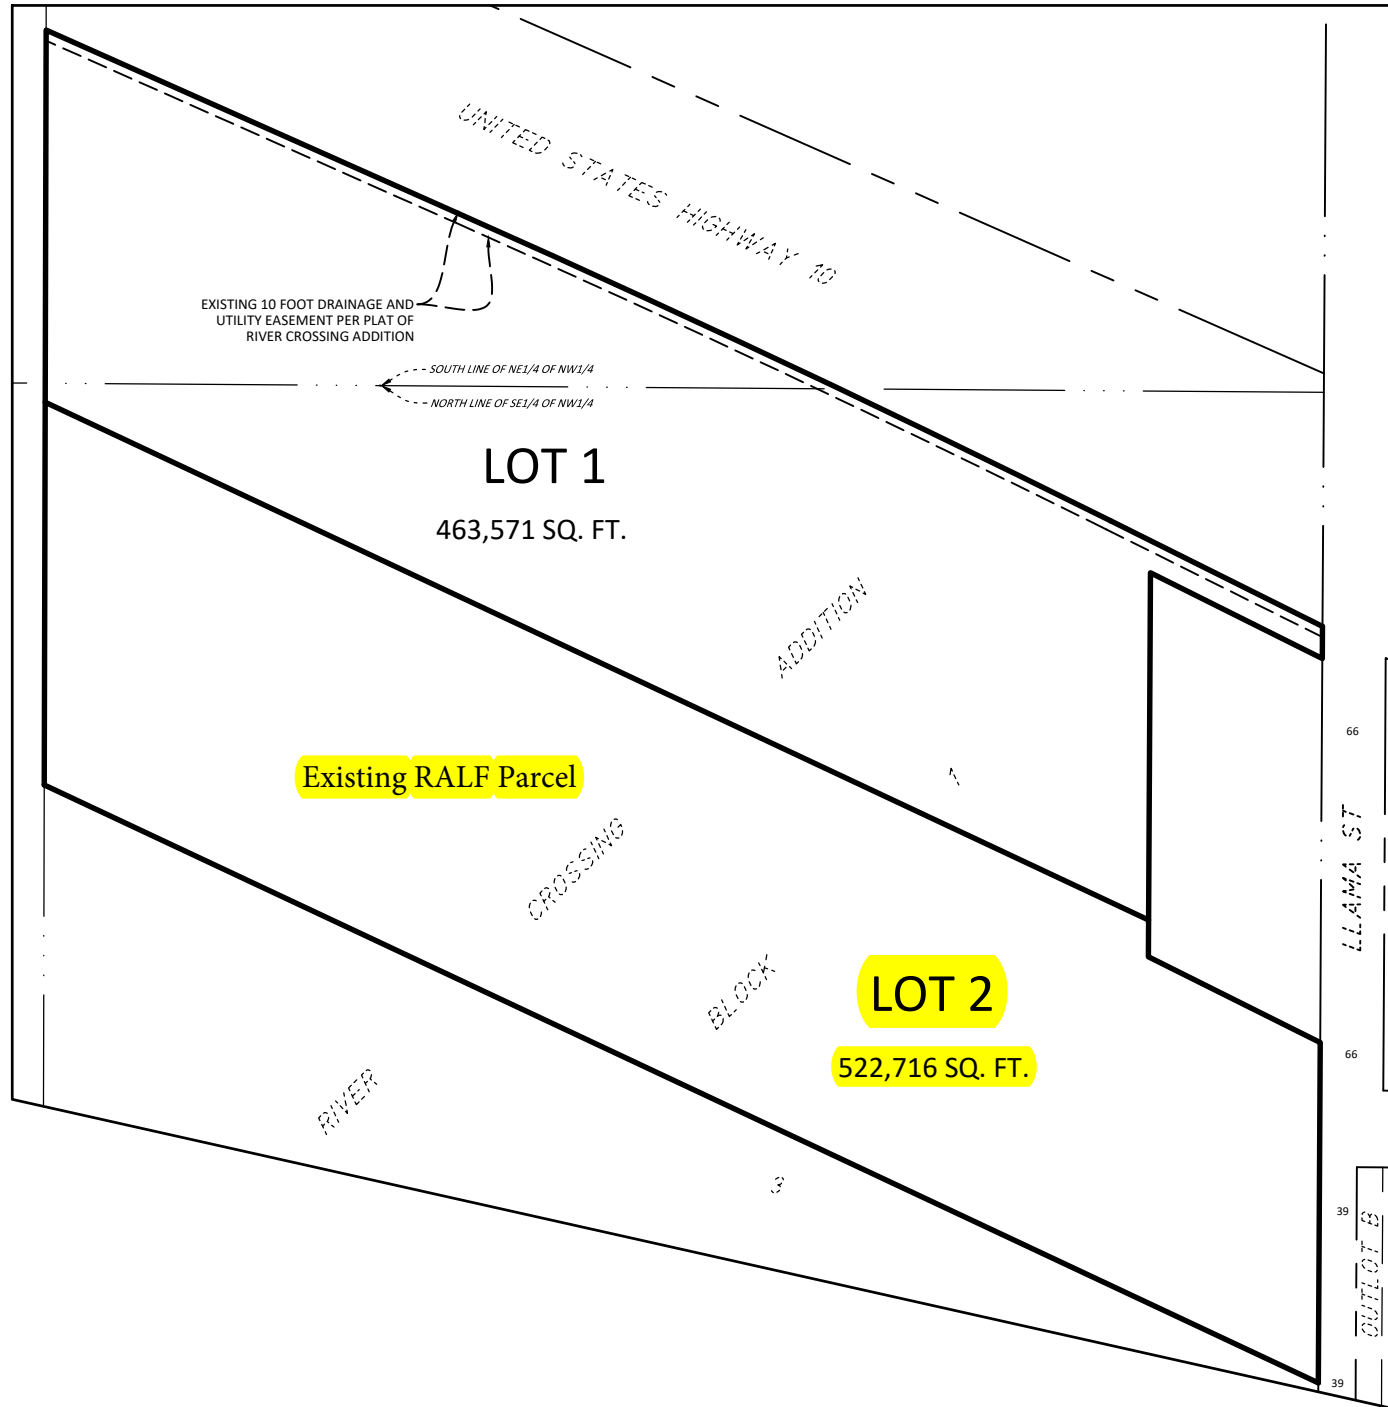 UNITED STATES HIGHWAY 10
EXISTING 10 FOOT DRAINAGE AND
UTILITY EASEMENT PER PLAT OF
RIVER CROSSING ADDITION
SOUTH LINE OF NE1/4 OF NW1/4
NORTH LINE OF SE1/4 OF NW1/4
LOT 1
463,571 SQ. FT.
ADDITION
1
66
LLAMA ST
Existing RALF Parcel
CROSSING
BLOCK
LOT 2
522,716 SQ. FT.
66
RIVER
3
39
OUTLOT B
39